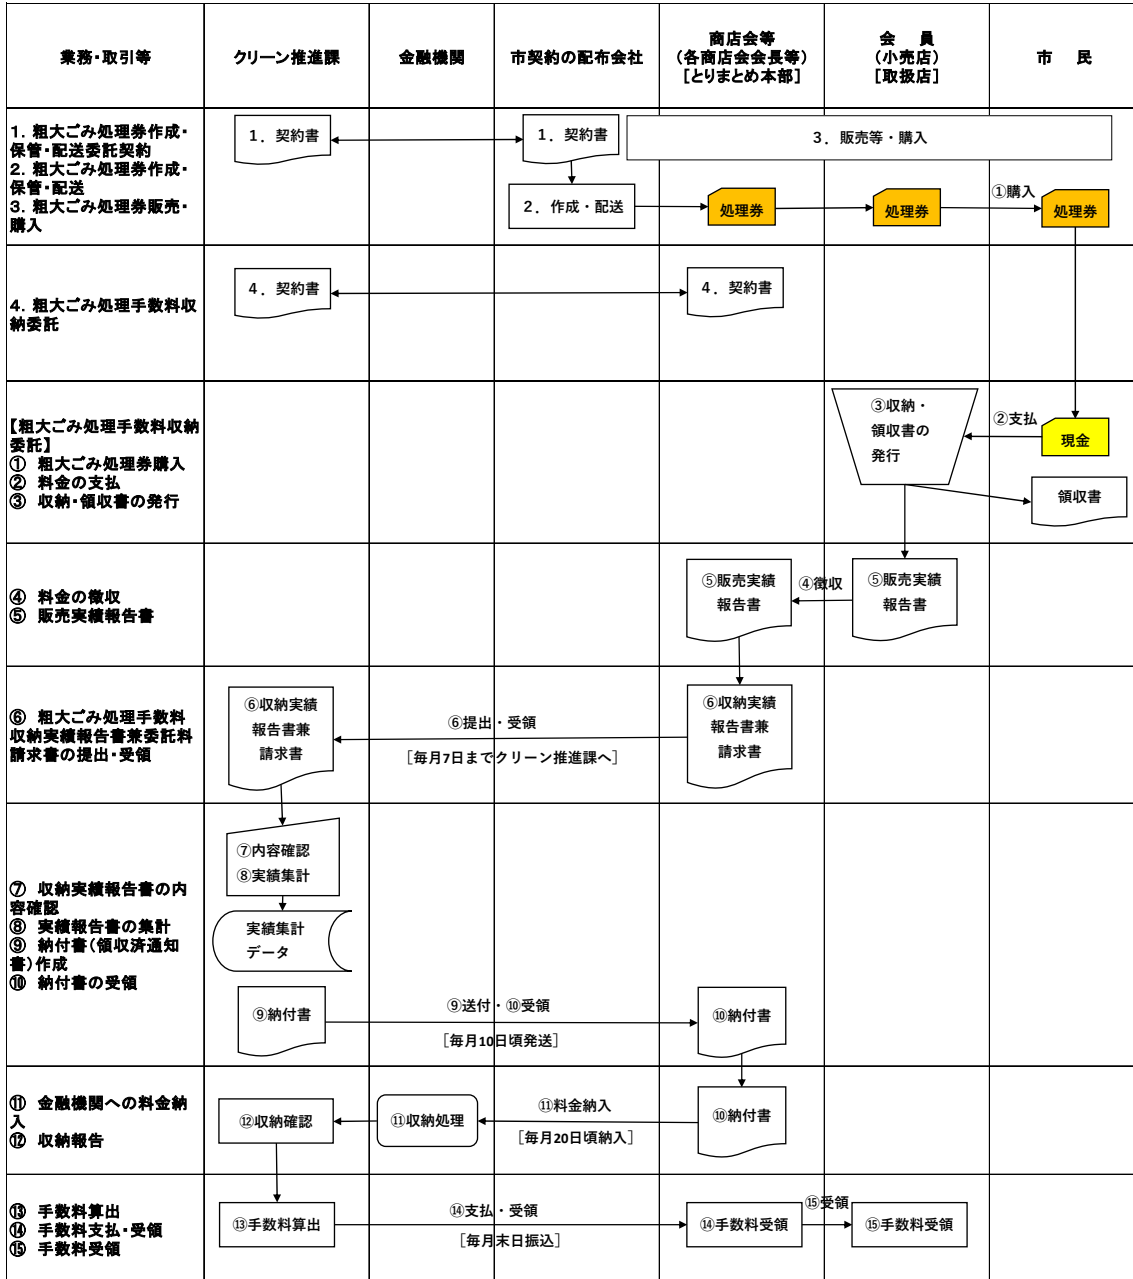 業務・取引等
クリーン推進課
金融機関
市契約の配布会社
商店会等
(各商店会会長等)
[とりまとめ本部]
会　員
(小売店)
[取扱店]
市　民
1. 粗大ごみ処理券作成・
保管・配送委託契約
2. 粗大ごみ処理券作成・
保管・配送
3. 粗大ごみ処理券販売・
購入
1. 契約書
1. 契約書
3. 販売等・購入
2. 作成・配送
処理券
処理券
①購入
処理券
4. 粗大ごみ処理手数料収
納委託
4. 契約書
4. 契約書
【粗大ごみ処理手数料収納
委託】
① 粗大ごみ処理券購入
② 料金の支払
③ 収納・領収書の発行
③収納・
領収書の
発行
②支払
現金
領収書
④ 料金の徴収
⑤ 販売実績報告書
⑤販売実績
報告書
④徴収
⑤販売実績
報告書
⑥ 粗大ごみ処理手数料
収納実績報告書兼委託料
請求書の提出・受領
⑥収納実績
報告書兼
請求書
⑥提出・受領
[毎月7日までクリーン推進課へ]
⑥収納実績
報告書兼
請求書
⑦ 収納実績報告書の内
容確認
⑧ 実績報告書の集計
⑨ 納付書(領収済通知
書)作成
⑩ 納付書の受領
⑦内容確認
⑧実績集計
実績集計
データ
⑨納付書
⑨送付・⑩受領
[毎月10日頃発送]
⑩納付書
⑪ 金融機関への料金納
入
⑫ 収納報告
⑫収納確認
⑪収納処理
⑪料金納入
[毎月20日頃納入]
⑩納付書
⑬ 手数料算出
⑭ 手数料支払・受領
⑮ 手数料受領
⑬手数料算出
⑭支払・受領
[毎月末日振込]
⑭手数料受領
⑮受領
⑮手数料受領